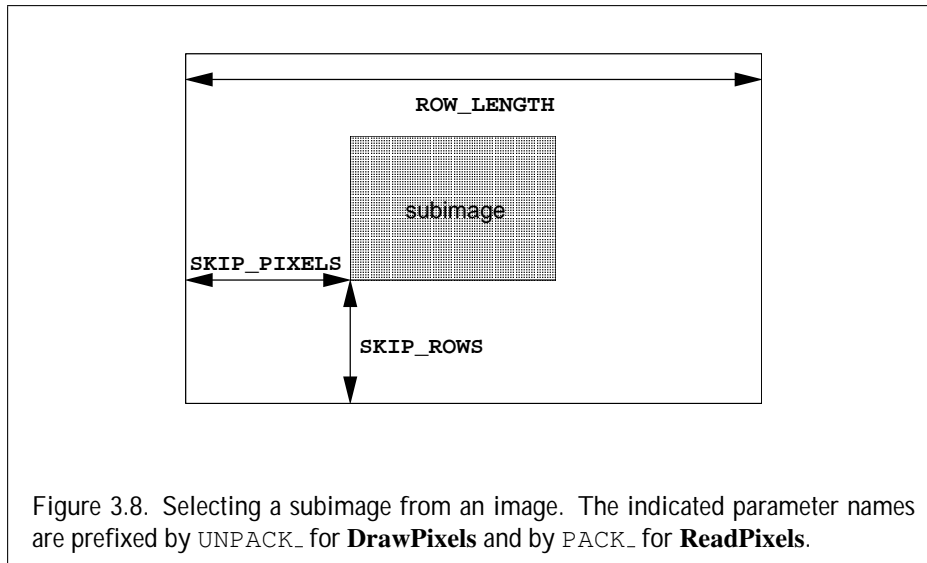 ROW_LENGTH
subimage
SKIP_PIXELS
SKIP_ROWS
Figure 3.8. Selecting a subimage from an image. The indicated parameter names
are prefixed by UNPACK_ for DrawPixels and by PACK_ for ReadPixels.